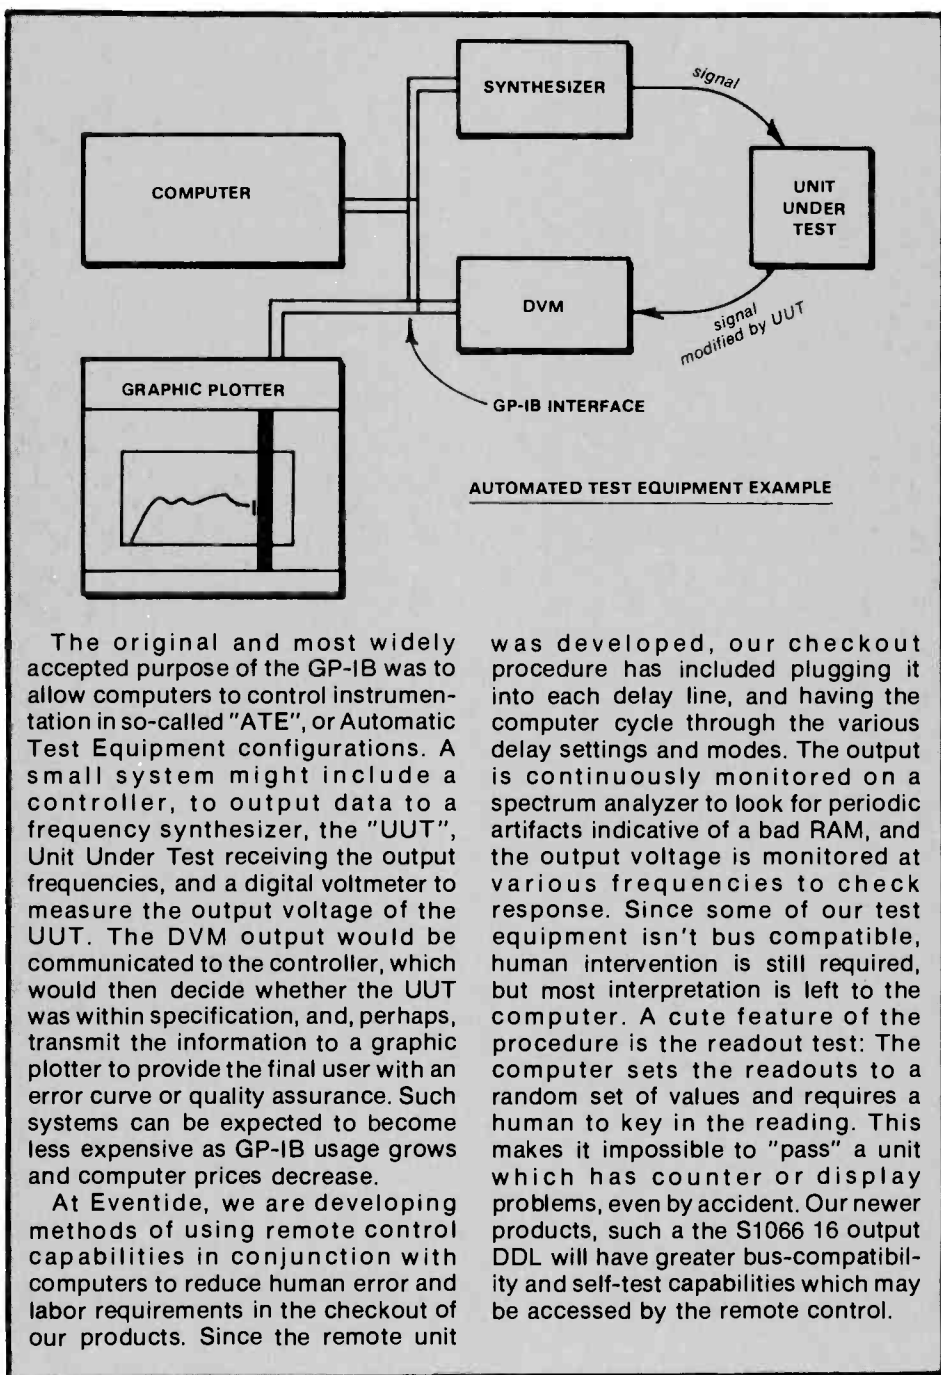 SYNTHESIZER
signal
COMPUTER
UNIT
UNDER
TEST
DVM
signal
modified by UUT
GRAPHIC PLOTTER
GP-IB INTERFACE
AUTOMATED TEST EQUIPMENT EXAMPLE
The original and most widely
accepted purpose of the GP-IB was to
allow computers to control instrumen-
tation in so-called "ATE", or Automatic
Test Equipment configurations. A
small system might include a
controller, to output data to a
frequency synthesizer, the "UUT",
Unit Under Test receiving the output
frequencies, and a digital voltmeter to
measure the output voltage of the
UUT. The DVM output would be
communicated to the controller, which
would then decide whether the UUT
was within specification, and, perhaps,
transmit the information to a graphic
plotter to provide the final user with an
error curve or quality assurance. Such
systems can be expected to become
less expensive as GP-IB usage grows
and computer prices decrease.
At Eventide, we are developing
methods of using remote control
capabilities in conjunction with
computers to reduce human error and
labor requirements in the checkout of
our products. Since the remote unit
was developed, our checkout
procedure has included plugging it
into each delay line, and having the
computer cycle through the various
delay settings and modes. The output
is continuously monitored on a
spectrum analyzer to look for periodic
artifacts indicative of a bad RAM, and
the output voltage is monitored at
various frequencies to check
response. Since some of our test
equipment isn't bus compatible,
human intervention is still required,
but most interpretation is left to the
computer. A cute feature of the
procedure is the readout test: The
computer sets the readouts to a
random set of values and requires a
human to key in the reading. This
makes it impossible to "pass" a unit
which has counter or display
problems, even by accident. Our newer
products, such a the S1066 16 output
DDL will have greater bus-compatibil-
ity and self-test capabilities which may
be accessed by the remote control.